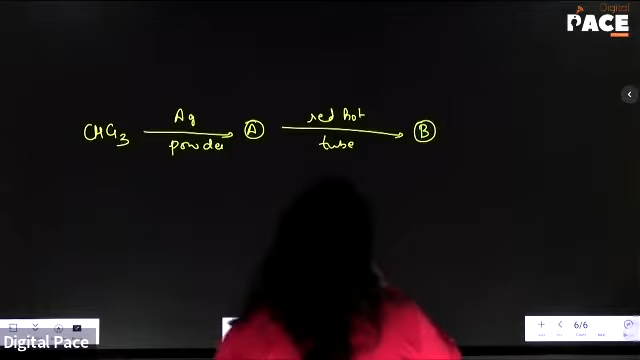 Digital
PACE
CHCl3 Ag powder A red hot tube B
6/6
Digital Pace